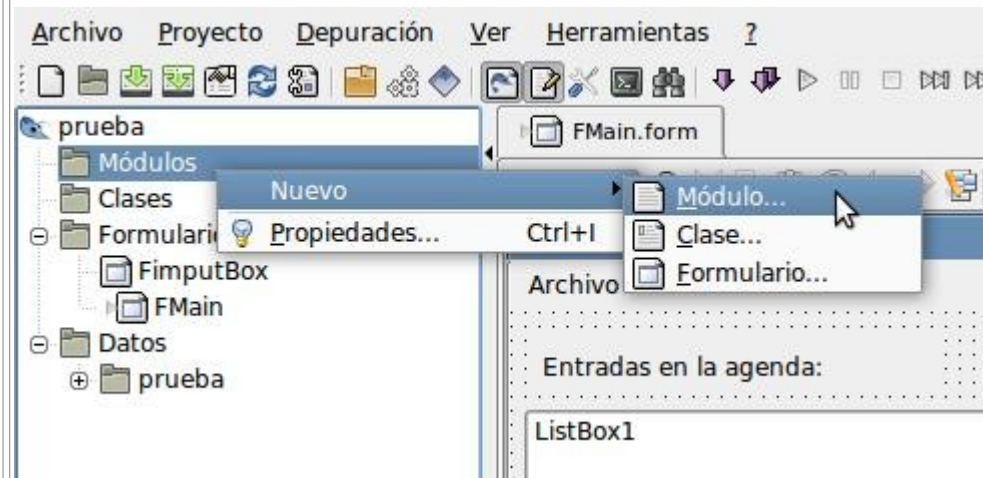 Archivo Proyecto Depuración Ver Herramientas ?
prueba
FMain.form
Módulos
Nuevo
Módulo...
Clases
Formulari
Propiedades... Ctrl+I
Clase...
FimputBox
Formulario...
Archivo
FMain
Datos
Entradas en la agenda:
prueba
ListBox1